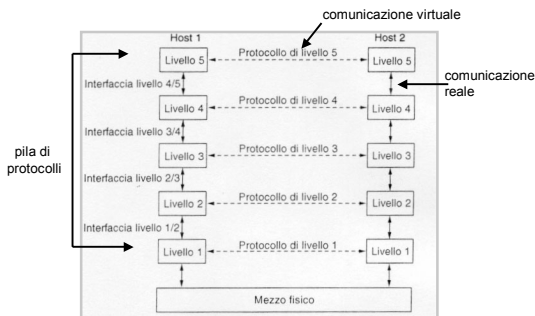 comunicazione virtuale
Host 1
Host 2
Livello 5
Protocollo di livello 5
Livello 5
comunicazione
reale
Interfaccia livello 4/5
Livello 4
Protocollo di livello 4
Livello 4
Interfaccia livello 3/4
pila di
protocolli
Livello 3
Protocollo di livello 3
Livello 3
Interfaccia livello 2/3
Livello 2
Protocollo di livello 2
Livello 2
Interfaccia livello 1/2
Livello 1
Protocollo di livello 1
Livello 1
Mezzo fisico